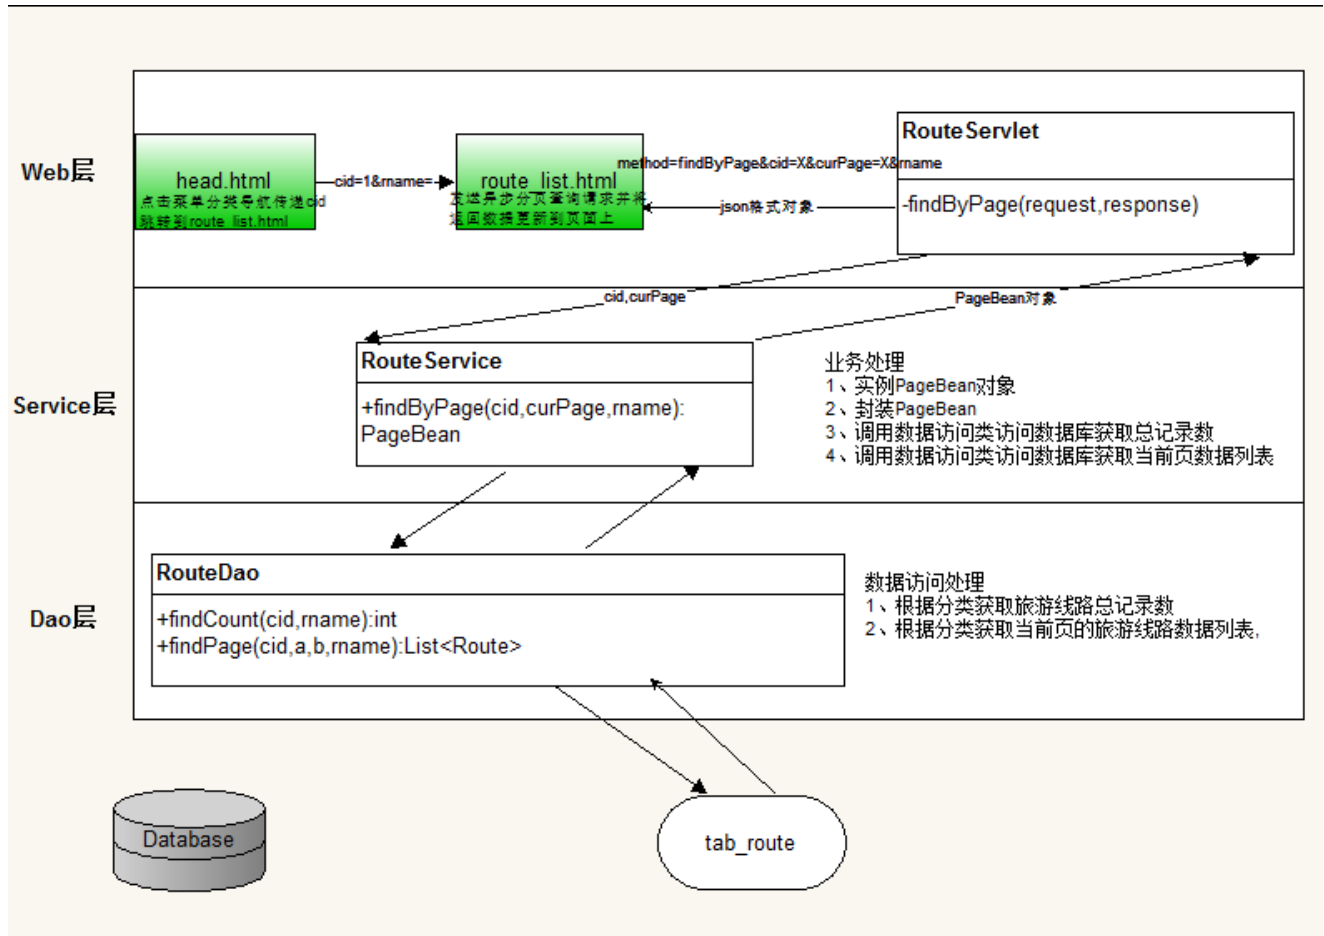 Web层
head.html
点击菜单分类导航传递cid
跳转到route_list.html
cid=1&rname=
route_list.html
发送异步分页查询请求并将
返回数据更新到页面上
method=findByPage&cid=X&curPage=X&rname
json格式对象
RouteServlet
-findByPage(request,response)
cid,curPage
PageBean对象
Service层
RouteService
+findByPage(cid,curPage,rname):
PageBean
业务处理
1、实例PageBean对象
2、封装PageBean
3、调用数据访问类访问数据库获取总记录数
4、调用数据访问类访问数据库获取当前页数据列表
Dao层
RouteDao
+findCount(cid,rname):int
+findPage(cid,a,b,rname):List<Route>
数据访问处理
1、根据分类获取旅游线路总记录数
2、根据分类获取当前页的旅游线路数据列表,
Database
tab_route